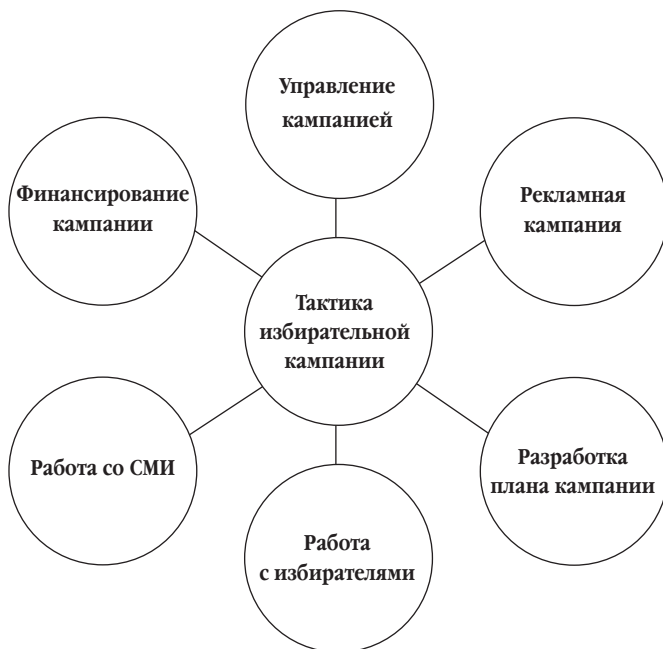 Управление
кампанией
Финансирование
кампании
Рекламная
кампания
Тактика
избирательной
кампании
Работа со СМИ
Разработка
плана кампании
Работа
с избирателями